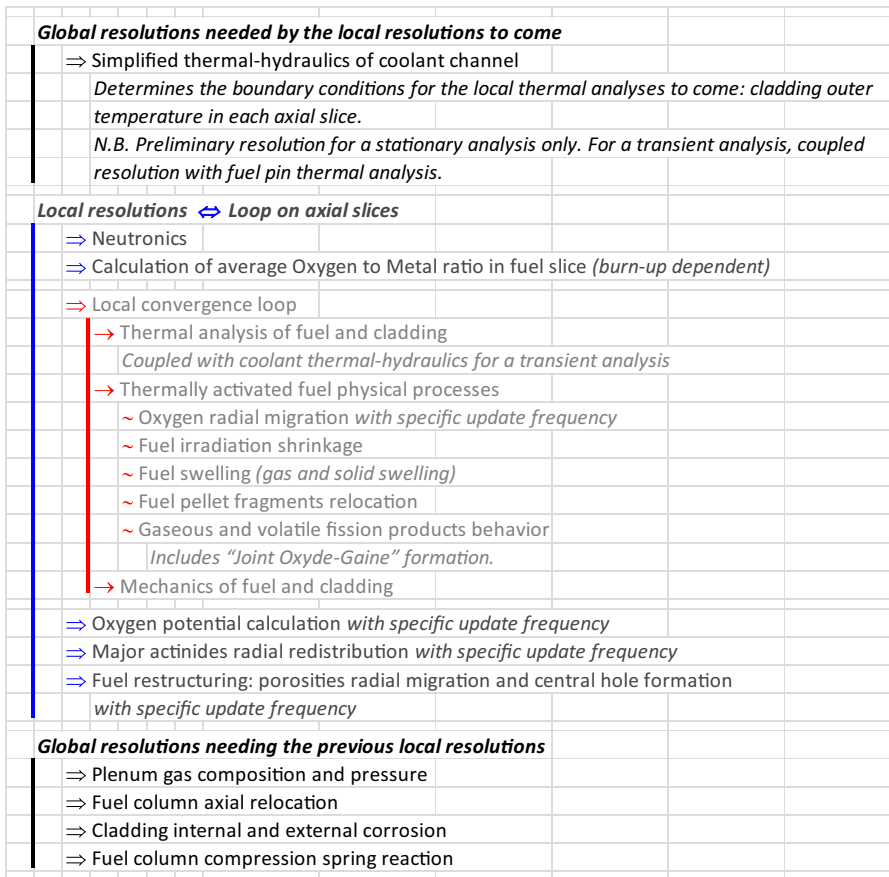 Global resolutions needed by the local resolutions to come
⇒ Simplified thermal-hydraulics of coolant channel
Determines the boundary conditions for the local thermal analyses to come: cladding outer
temperature in each axial slice.
N.B. Preliminary resolution for a stationary analysis only. For a transient analysis, coupled
resolution with fuel pin thermal analysis.
Local resolutions ⇔ Loop on axial slices
⇒ Neutronics
⇒ Calculation of average Oxygen to Metal ratio in fuel slice (burn-up dependent)
⇒ Local convergence loop
→ Thermal analysis of fuel and cladding
Coupled with coolant thermal-hydraulics for a transient analysis
→ Thermally activated fuel physical processes
~ Oxygen radial migration with specific update frequency
~ Fuel irradiation shrinkage
~ Fuel swelling (gas and solid swelling)
~ Fuel pellet fragments relocation
~ Gaseous and volatile fission products behavior
Includes “Joint Oxyde-Gaine” formation.
→ Mechanics of fuel and cladding
⇒ Oxygen potential calculation with specific update frequency
⇒ Major actinides radial redistribution with specific update frequency
⇒ Fuel restructuring: porosities radial migration and central hole formation
with specific update frequency
Global resolutions needing the previous local resolutions
⇒ Plenum gas composition and pressure
⇒ Fuel column axial relocation
⇒ Cladding internal and external corrosion
⇒ Fuel column compression spring reaction